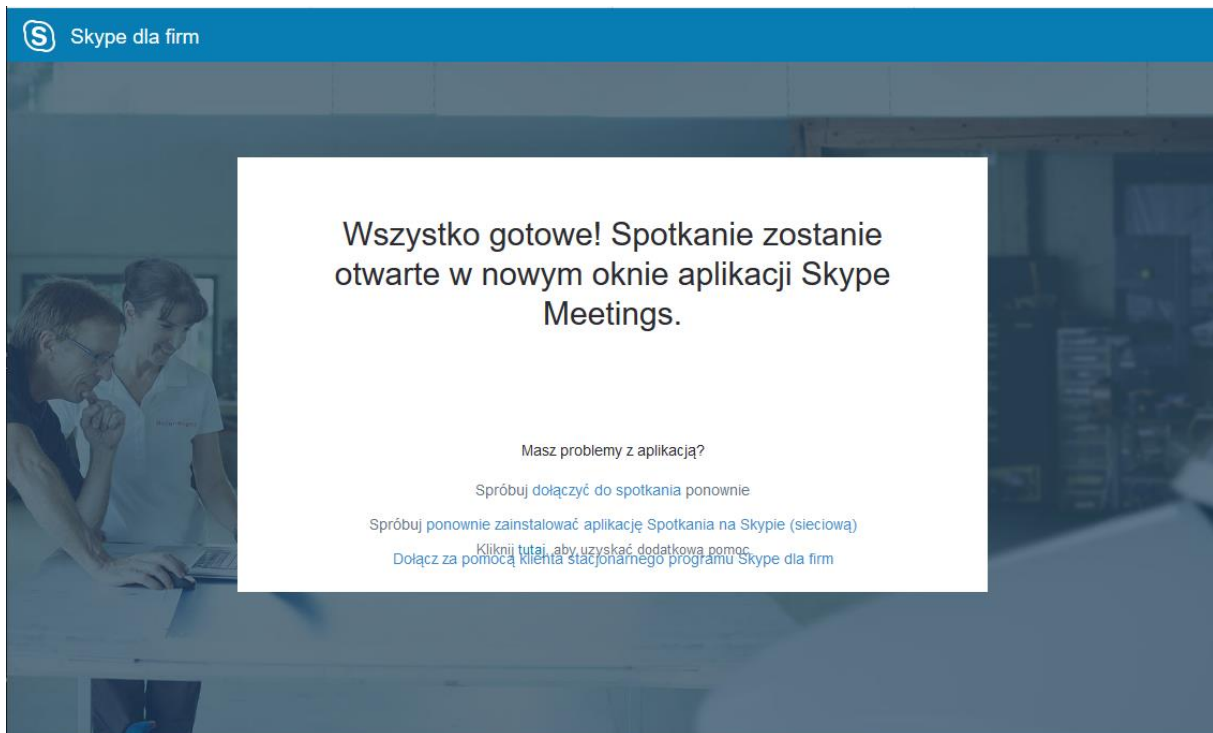 Skype dla firm
Wszystko gotowe! Spotkanie zostanie
otwarte w nowym oknie aplikacji Skype
Meetings.
Masz problemy z aplikacją?
Spróbuj dołączyć do spotkania ponownie
Spróbuj ponownie zainstalować aplikację Spotkania na Skypie (sieciową)
Kliknij tutaj, aby uzyskać dodatkową pomoc.
Dołącz za pomocą klienta stacjonarnego programu Skype dla firm